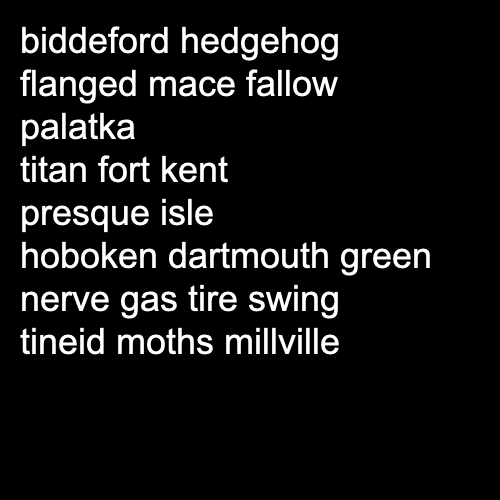 biddeford hedgehog
flanged mace fallow
palatka
titan fort kent
presque isle
hoboken dartmouth green
nerve gas tire swing
tineid moths millville